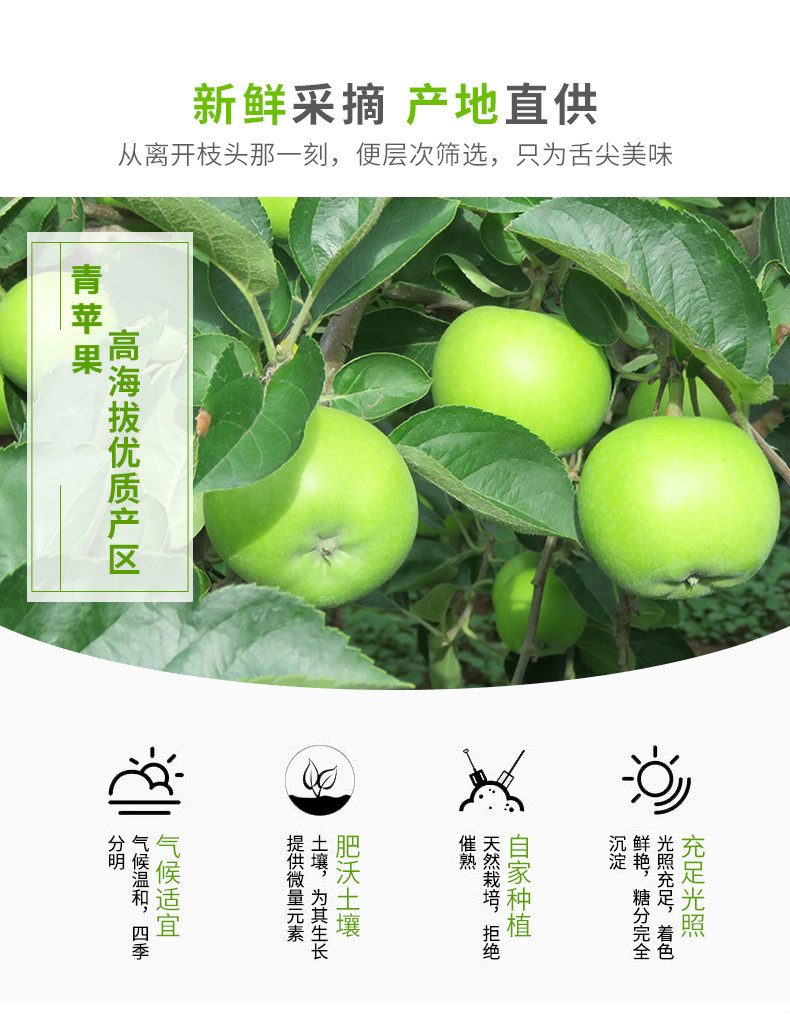 新鲜采摘 产地直供
从离开枝头那一刻，便层次筛选，只为舌尖美味
青苹果
高海拔优质产区
气候适宜
气候温和，四季
分明
肥沃土壤
土壤，为其生长
提供微量元素
自家种植
天然栽培，拒绝
催熟
充足光照
光照充足，着色
鲜艳，糖分完全
沉淀